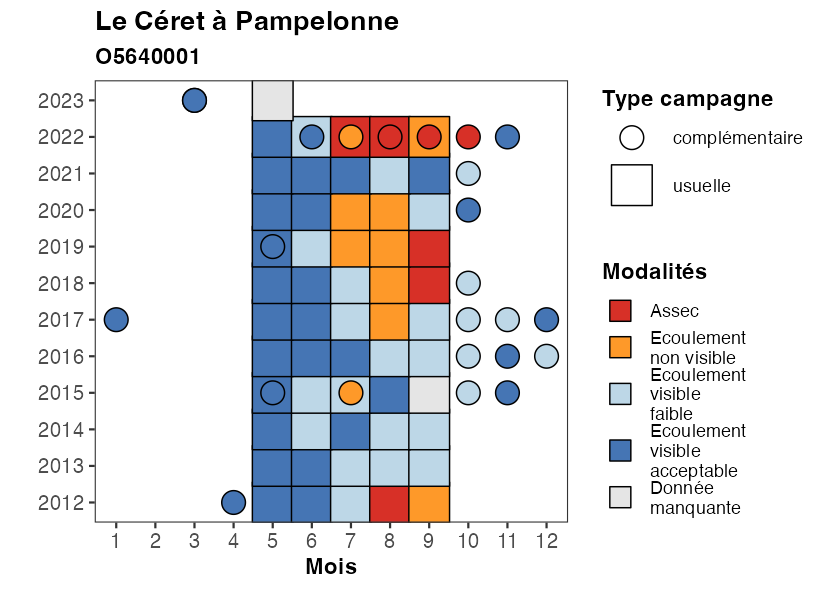 Le Céret à Pampelonne
O5640001
2023
2022
2021
2020
2019
2018
2017
2016
2015
2014
2013
2012
1 2 3 4 5 6 7 8 9 10 11 12
Mois
Type campagne
complémentaire
usuelle
Modalités
Assec
Ecoulement
non visible
Ecoulement
visible
faible
Ecoulement
visible
acceptable
Donnée
manquante